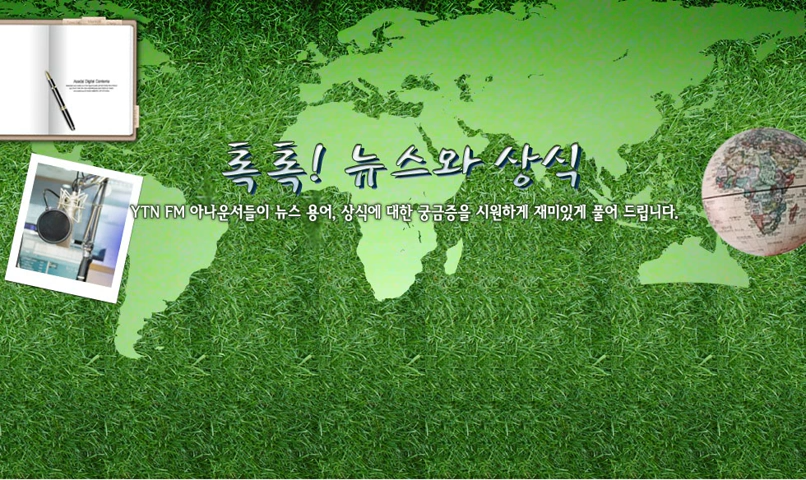 톡톡! 뉴스와 상식
YTN FM 아나운서들이 뉴스 용어, 상식에 대한 궁금증을 시원하게 재미있게 풀어 드립니다.